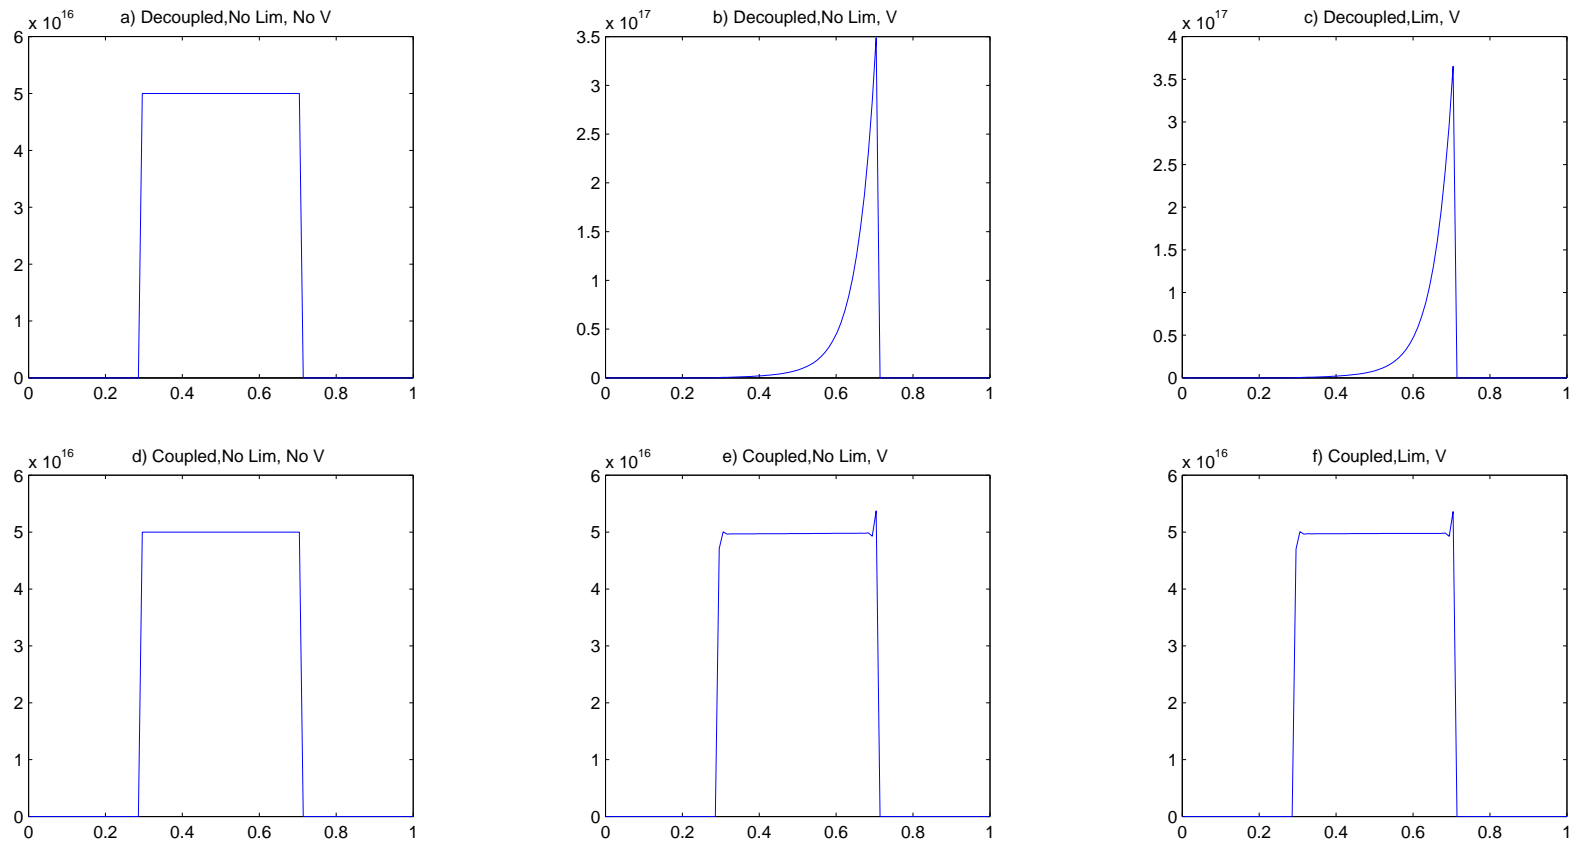 a) Decoupled,No Lim, No V
x 10^16
6
5
4
3
2
1
0
0 0.2 0.4 0.6 0.8 1
b) Decoupled,No Lim, V
x 10^17
3.5
3
2.5
2
1.5
1
0.5
0
0 0.2 0.4 0.6 0.8 1
c) Decoupled,Lim, V
x 10^17
4
3.5
3
2.5
2
1.5
1
0.5
0
0 0.2 0.4 0.6 0.8 1
d) Coupled,No Lim, No V
x 10^16
6
5
4
3
2
1
0
0 0.2 0.4 0.6 0.8 1
e) Coupled,No Lim, V
x 10^16
6
5
4
3
2
1
0
0 0.2 0.4 0.6 0.8 1
f) Coupled,Lim, V
x 10^16
6
5
4
3
2
1
0
0 0.2 0.4 0.6 0.8 1